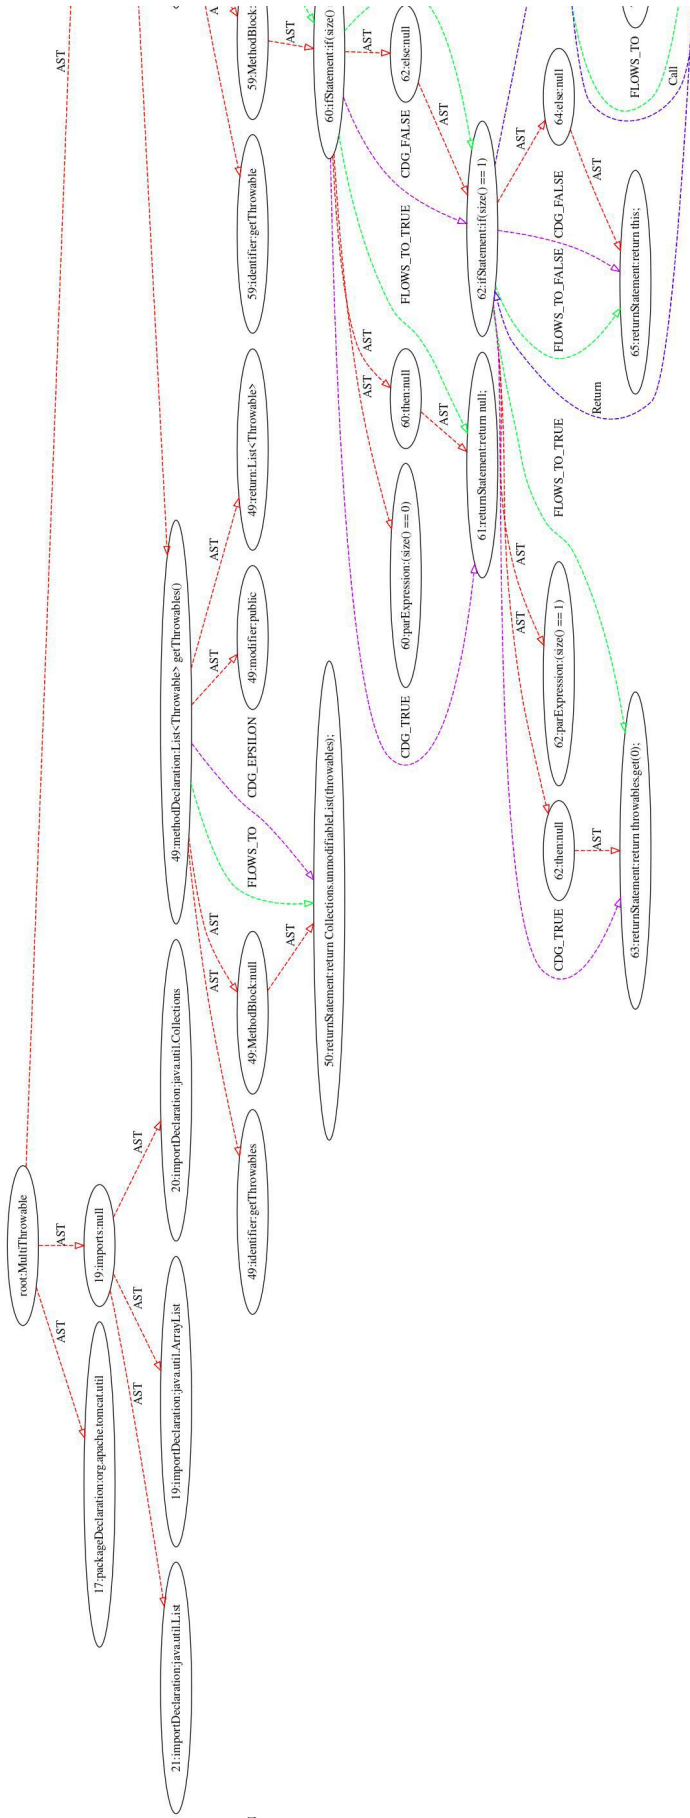 root:MultiThrowable
AST
AST
AST
17:packageDeclaration:org.apache.tomcat.util
19:imports:null
AST
AST
AST
21:importDeclaration:java.util.List
19:importDeclaration:java.util.ArrayList
20:importDeclaration:java.util.Collections
49:methodDeclaration:List<Throwable> getThrowables()
AST
AST
FLOWS_TO
CDG_EPSILON
AST
AST
49:identifier:getThrowables
49:MethodBlock:null
49:modifier:public
49:return:List<Throwable>
59:identifier:getThrowable
59:MethodBlock:
AST
AST
50:returnStatement:return Collections.unmodifiableList(throwables);
60:ifStatement:if(size()
CDG_TRUE
AST
AST
FLOWS_TO_TRUE
CDG_FALSE
AST
60:parExpression:(size() == 0)
60:then:null
62:else:null
AST
AST
61:returnStatement:return null;
62:ifStatement:if(size() == 1)
CDG_TRUE
AST
AST
FLOWS_TO_TRUE
Return
FLOWS_TO_FALSE
CDG_FALSE
AST
62:then:null
62:parExpression:(size() == 1)
64:else:null
AST
AST
63:returnStatement:return throwables.get(0);
65:returnStatement:return this;
FLOWS_TO
Call